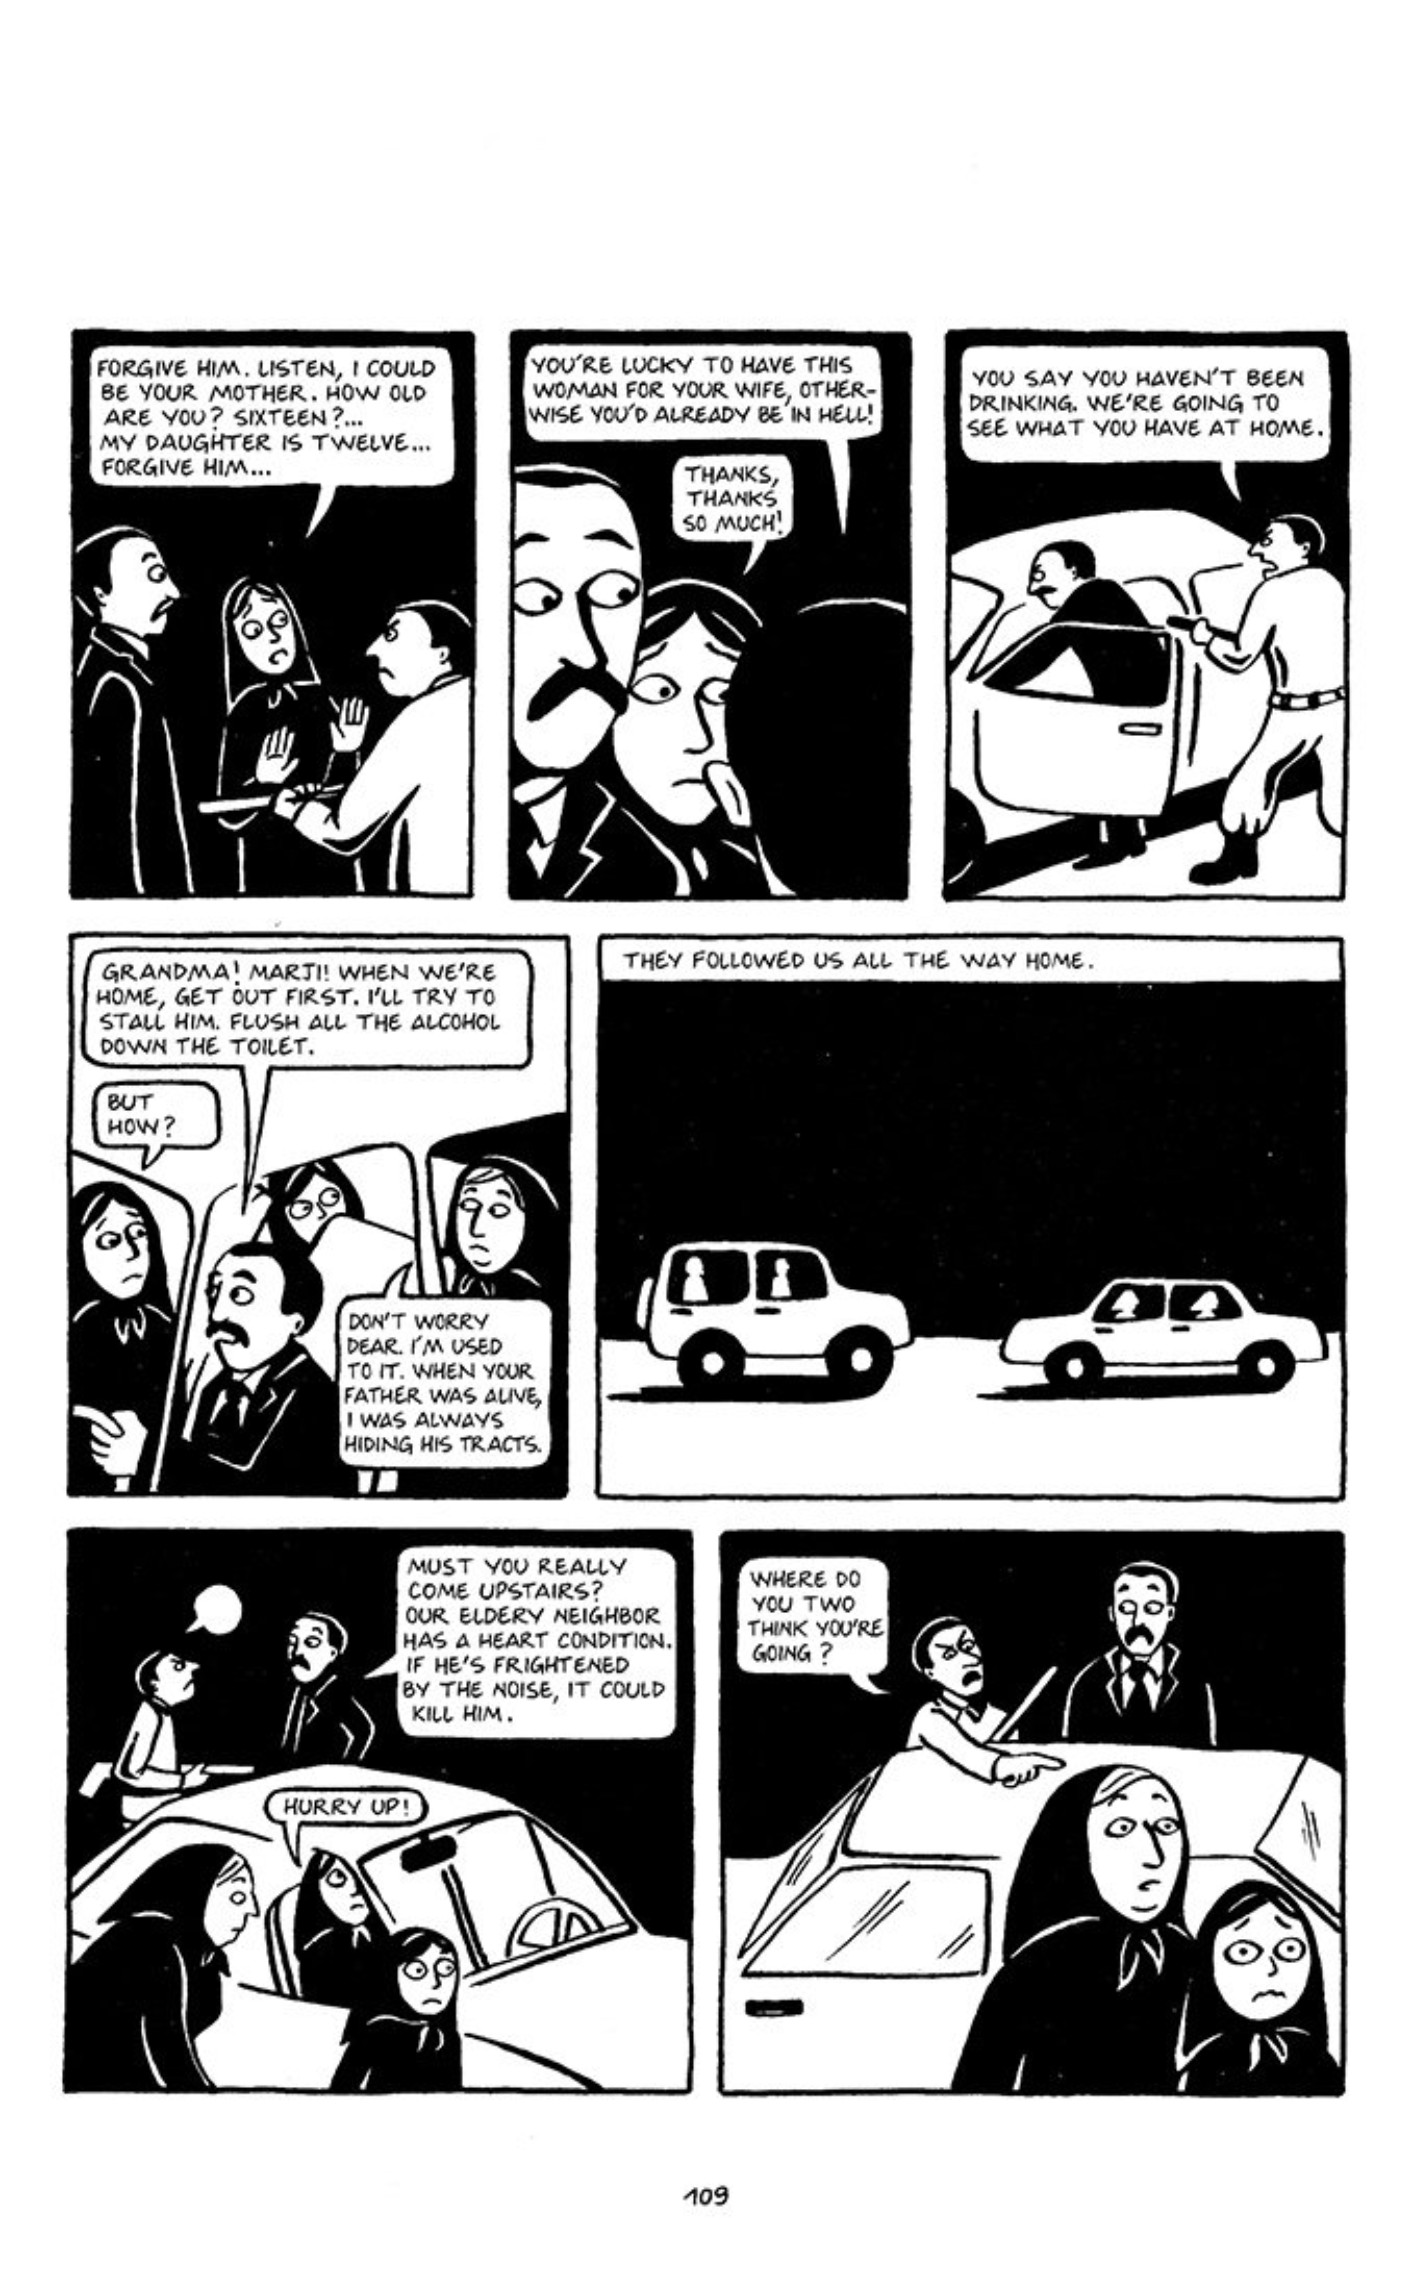 FORGIVE HIM. LISTEN, I COULD
BE YOUR MOTHER. HOW OLD
ARE YOU? SIXTEEN?...
MY DAUGHTER IS TWELVE...
FORGIVE HIM...
YOU'RE LUCKY TO HAVE THIS
WOMAN FOR YOUR WIFE, OTHER-
WISE YOU'D ALREADY BE IN HELL!
THANKS,
THANKS
SO MUCH!
YOU SAY YOU HAVEN'T BEEN
DRINKING. WE'RE GOING TO
SEE WHAT YOU HAVE AT HOME.
GRANDMA! MARJI! WHEN WE'RE
HOME, GET OUT FIRST. I'LL TRY TO
STALL HIM. FLUSH ALL THE ALCOHOL
DOWN THE TOILET.
BUT
HOW?
DON'T WORRY
DEAR. I'M USED
TO IT. WHEN YOUR
FATHER WAS ALIVE,
I WAS ALWAYS
HIDING HIS TRACTS.
THEY FOLLOWED US ALL THE WAY HOME.
MUST YOU REALLY
COME UPSTAIRS?
OUR ELDERY NEIGHBOR
HAS A HEART CONDITION.
IF HE'S FRIGHTENED
BY THE NOISE, IT COULD
KILL HIM.
HURRY UP!
WHERE DO
YOU TWO
THINK YOU'RE
GOING?
109